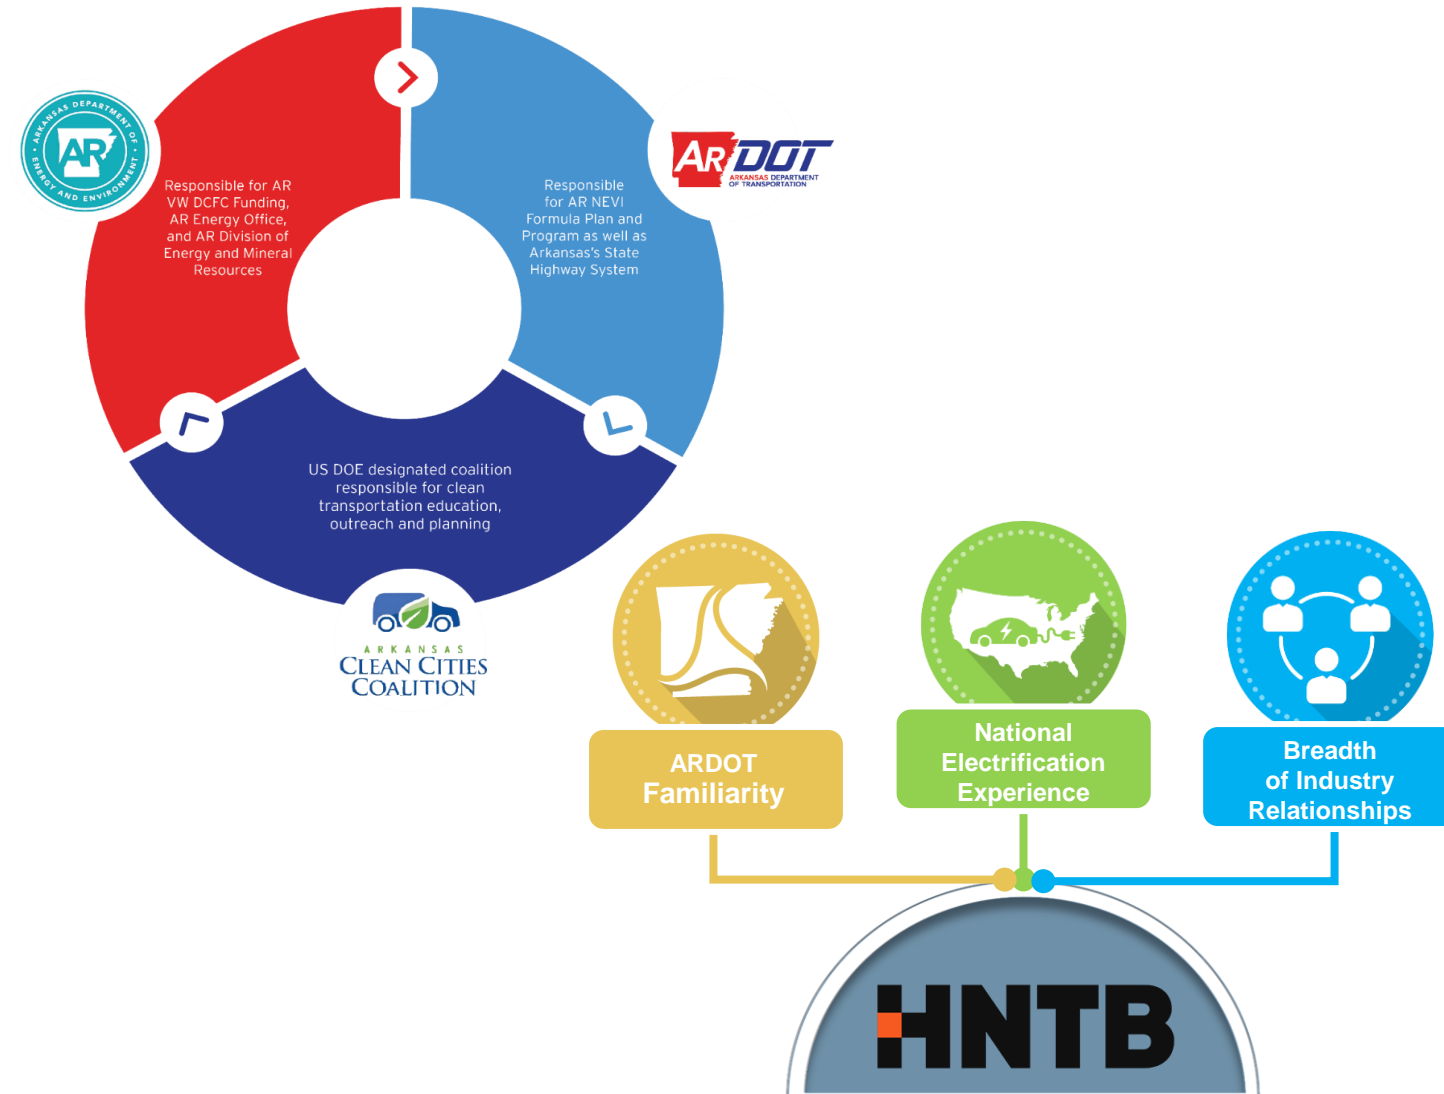 ARKANSAS DEPARTMENT OF
ENERGY AND ENVIRONMENT
AR
Responsible for AR
VW DCFC Funding,
AR Energy Office,
and AR Division of
Energy and Mineral
Resources
ARDOT
ARKANSAS DEPARTMENT
OF TRANSPORTATION
Responsible
for AR NEVI
Formula Plan and
Program as well as
Arkansas's State
Highway System
US DOE designated coalition
responsible for clean
transportation education,
outreach and planning
ARKANSAS
CLEAN CITIES
COALITION
ARDOT
Familiarity
National
Electrification
Experience
Breadth
of Industry
Relationships
HNTB